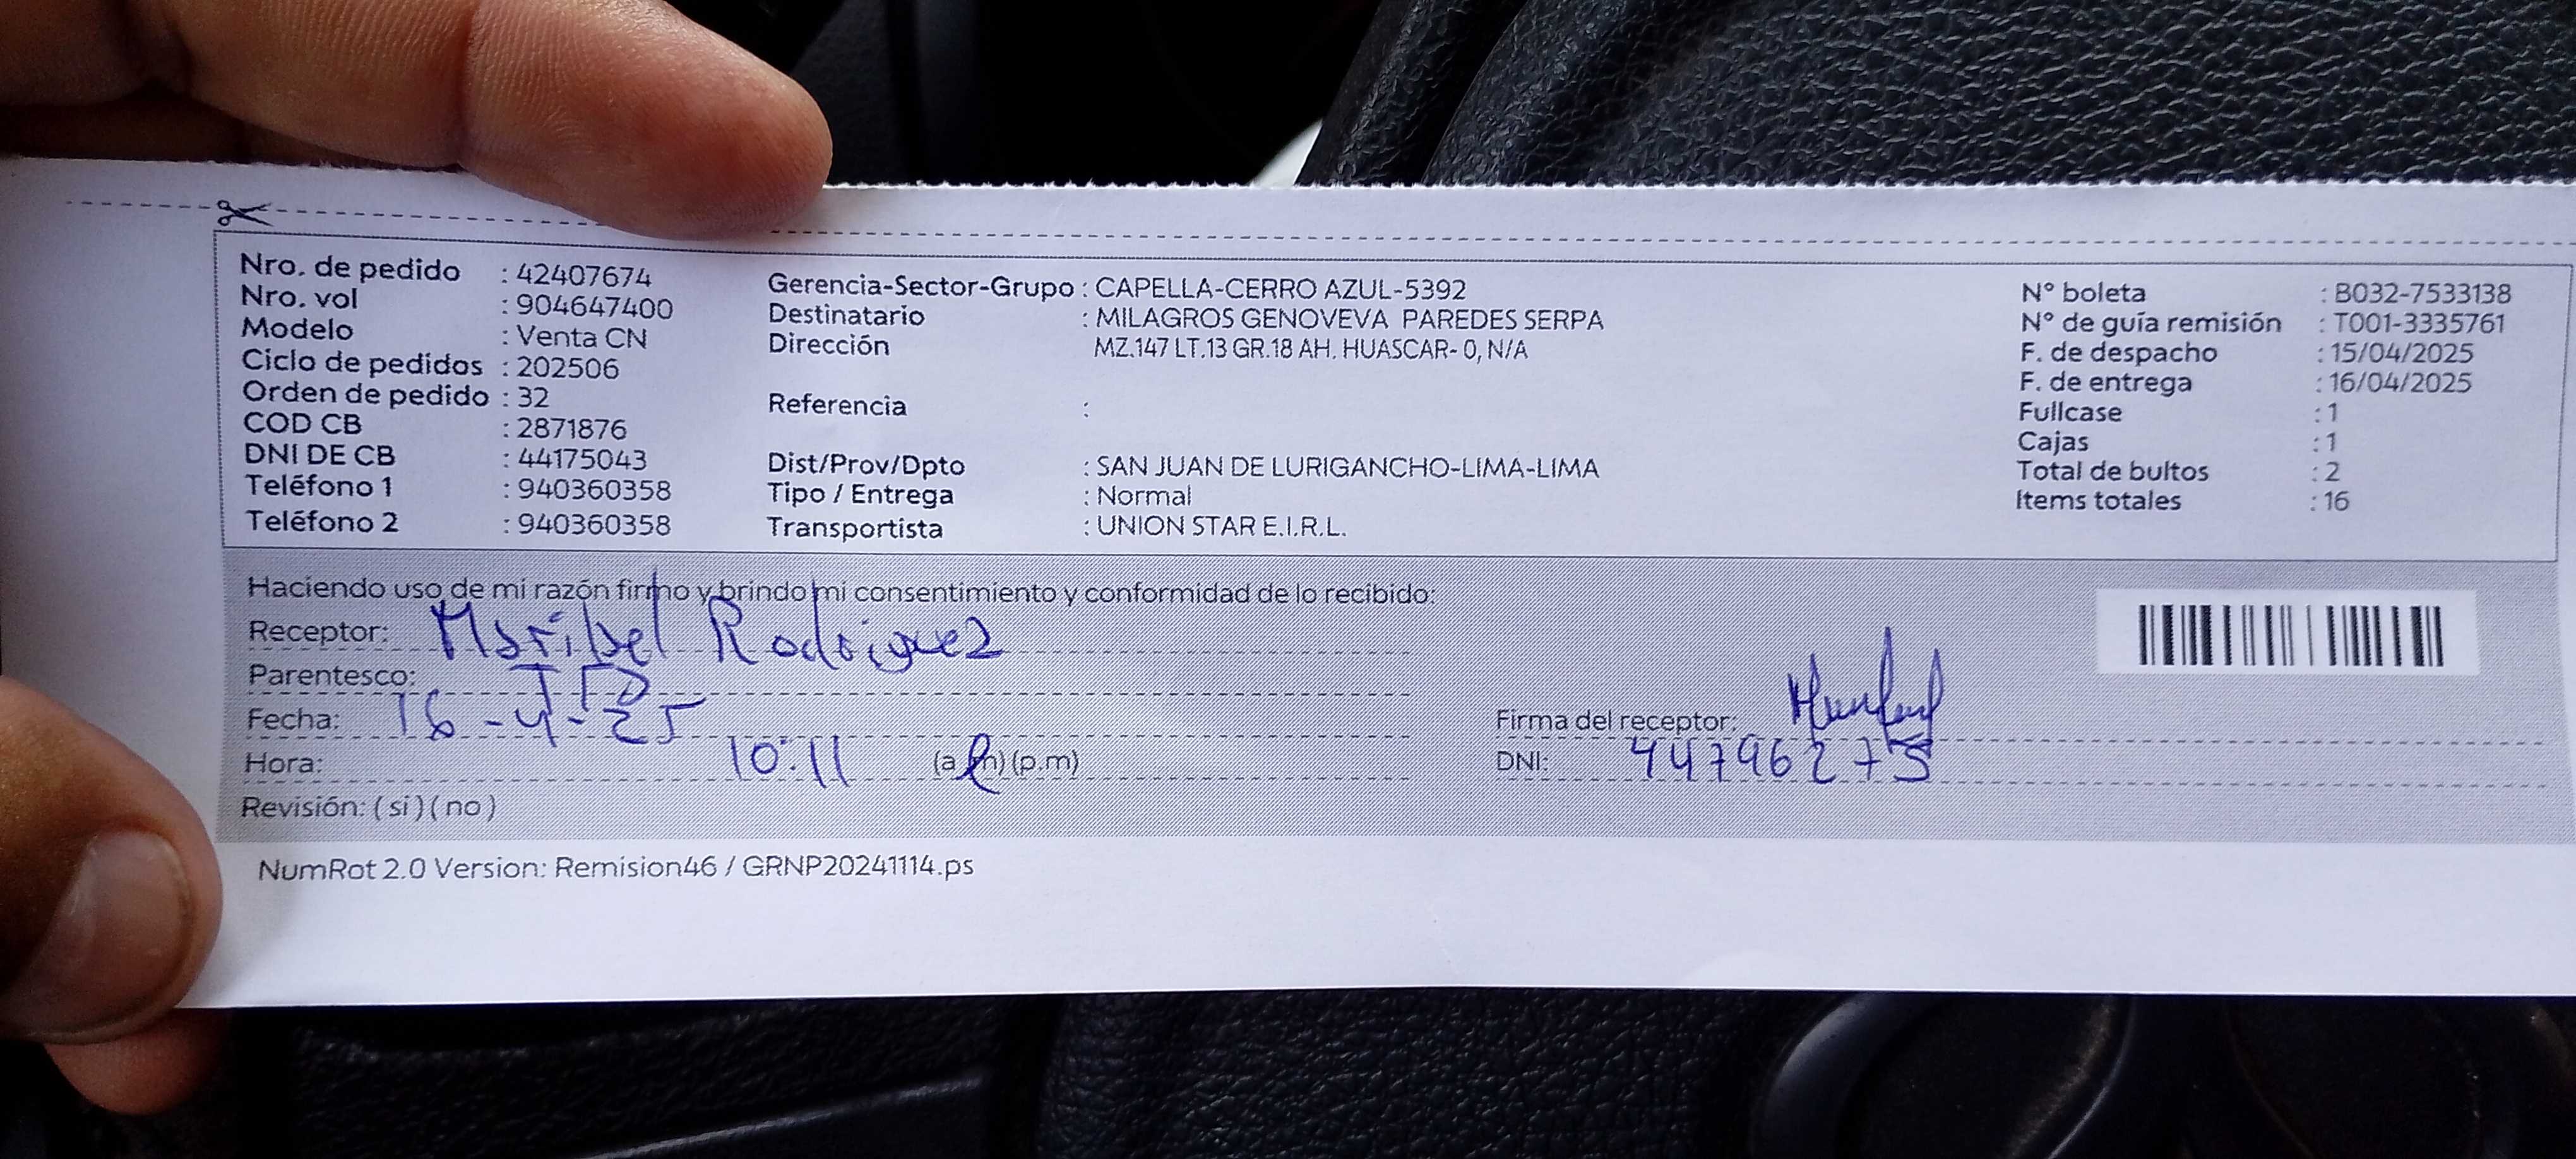 Nro. de pedido : 42407674
Nro. vol : 904647400
Modelo : Venta CN
Ciclo de pedidos : 202506
Orden de pedido : 32
COD CB : 2871876
DNI DE CB : 44175043
Teléfono 1 : 940360358
Teléfono 2 : 940360358
Gerencia-Sector-Grupo : CAPELLA-CERRO AZUL-5392
Destinatario : MILAGROS GENOVEVA PAREDES SERPA
Dirección MZ.147 LT.13 GR.18 AH. HUASCAR- 0, N/A
Referencia :
Dist/Prov/Dpto : SAN JUAN DE LURIGANCHO-LIMA-LIMA
Tipo / Entrega : Normal
Transportista : UNION STAR E.I.R.L.
N° boleta : B032-7533138
N° de guía remisión : T001-3335761
F. de despacho : 15/04/2025
F. de entrega : 16/04/2025
Fullcase : 1
Cajas : 1
Total de bultos : 2
Items totales : 16
Haciendo uso de mi razón firmo y brindo mi consentimiento y conformidad de lo recibido:
Receptor: Maribel Rodriguez
Parentesco:
Fecha: 16-4-25
Hora: 10:11 (a.m) (p.m)
Revisión: (si) (no)
Firma del receptor:
DNI: 44796275
NumRot 2.0 Version: Remision46 / GRNP20241114.ps